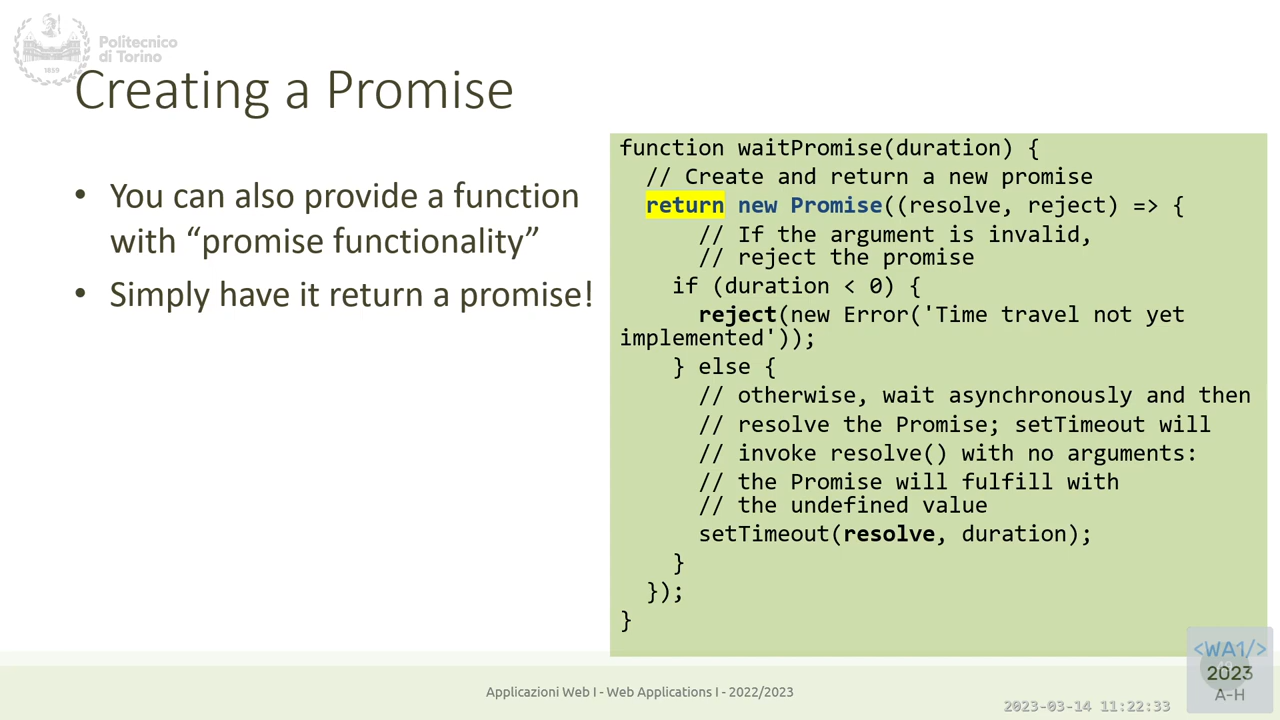 Politecnico
di Torino
1859
Creating a Promise
• You can also provide a function
with “promise functionality”
• Simply have it return a promise!
function waitPromise(duration) {
// Create and return a new promise
return new Promise((resolve, reject) => {
// If the argument is invalid,
// reject the promise
if (duration < 0) {
reject(new Error('Time travel not yet
implemented'));
} else {
// otherwise, wait asynchronously and then
// resolve the Promise; setTimeout will
// invoke resolve() with no arguments:
// the Promise will fulfill with
// the undefined value
setTimeout(resolve, duration);
}
});
}
Applicazioni Web I - Web Applications I - 2022/2023
2023-03-14 11:22:33
<WA1/>
2023
A-H